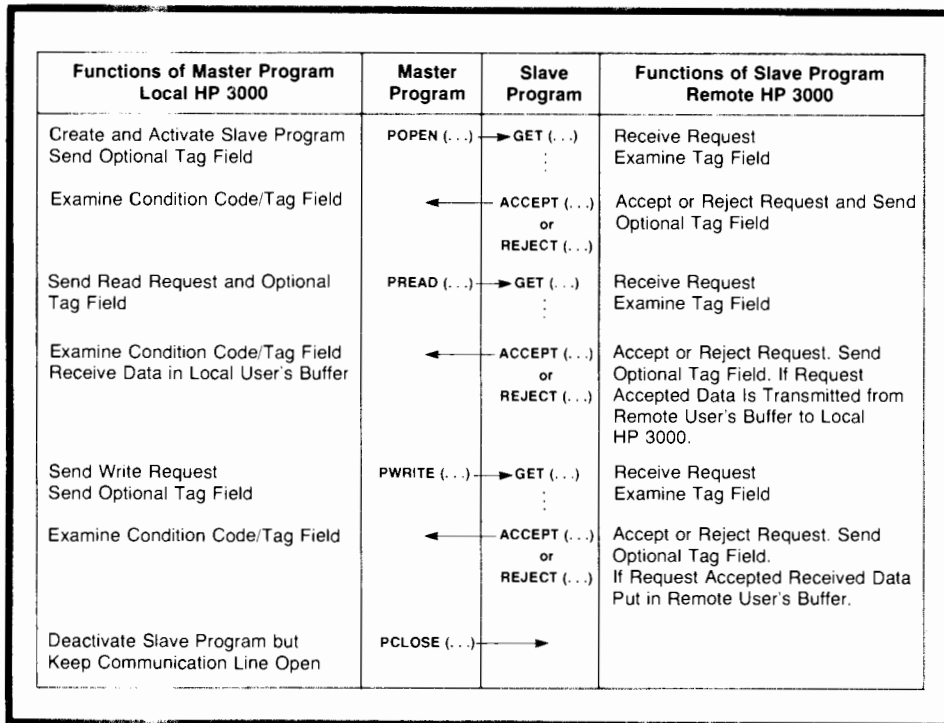 Functions of Master Program
Local HP 3000
Master
Program
Slave
Program
Functions of Slave Program
Remote HP 3000
Create and Activate Slave Program
Send Optional Tag Field
POPEN (...)
GET (...)
Receive Request
Examine Tag Field
Examine Condition Code/Tag Field
ACCEPT (...)
or
REJECT (...)
Accept or Reject Request and Send
Optional Tag Field
Send Read Request and Optional
Tag Field
PREAD (...)
GET (...)
Receive Request
Examine Tag Field
Examine Condition Code/Tag Field
Receive Data in Local User's Buffer
ACCEPT (...)
or
REJECT (...)
Accept or Reject Request. Send
Optional Tag Field. If Request
Accepted Data Is Transmitted from
Remote User's Buffer to Local
HP 3000.
Send Write Request
Send Optional Tag Field
PWRITE (...)
GET (...)
Receive Request
Examine Tag Field
Examine Condition Code/Tag Field
ACCEPT (...)
or
REJECT (...)
Accept or Reject Request. Send
Optional Tag Field.
If Request Accepted Received Data
Put in Remote User's Buffer.
Deactivate Slave Program but
Keep Communication Line Open
PCLOSE (...)